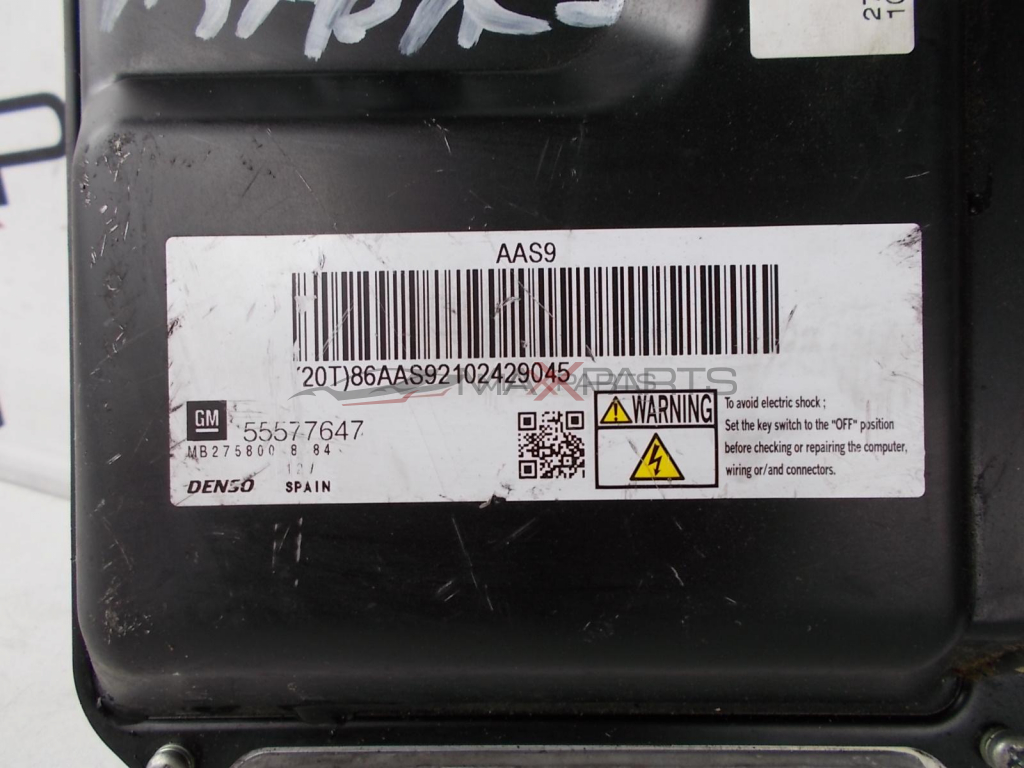 AAS9
20T)86AAS92102429045
MAXXPARTS
GM 55577647
MB275800 8 84
DENSO SPAIN
WARNING
To avoid electric shock ;
Set the key switch to the "OFF" position
before checking or repairing the computer,
wiring or/and connectors.